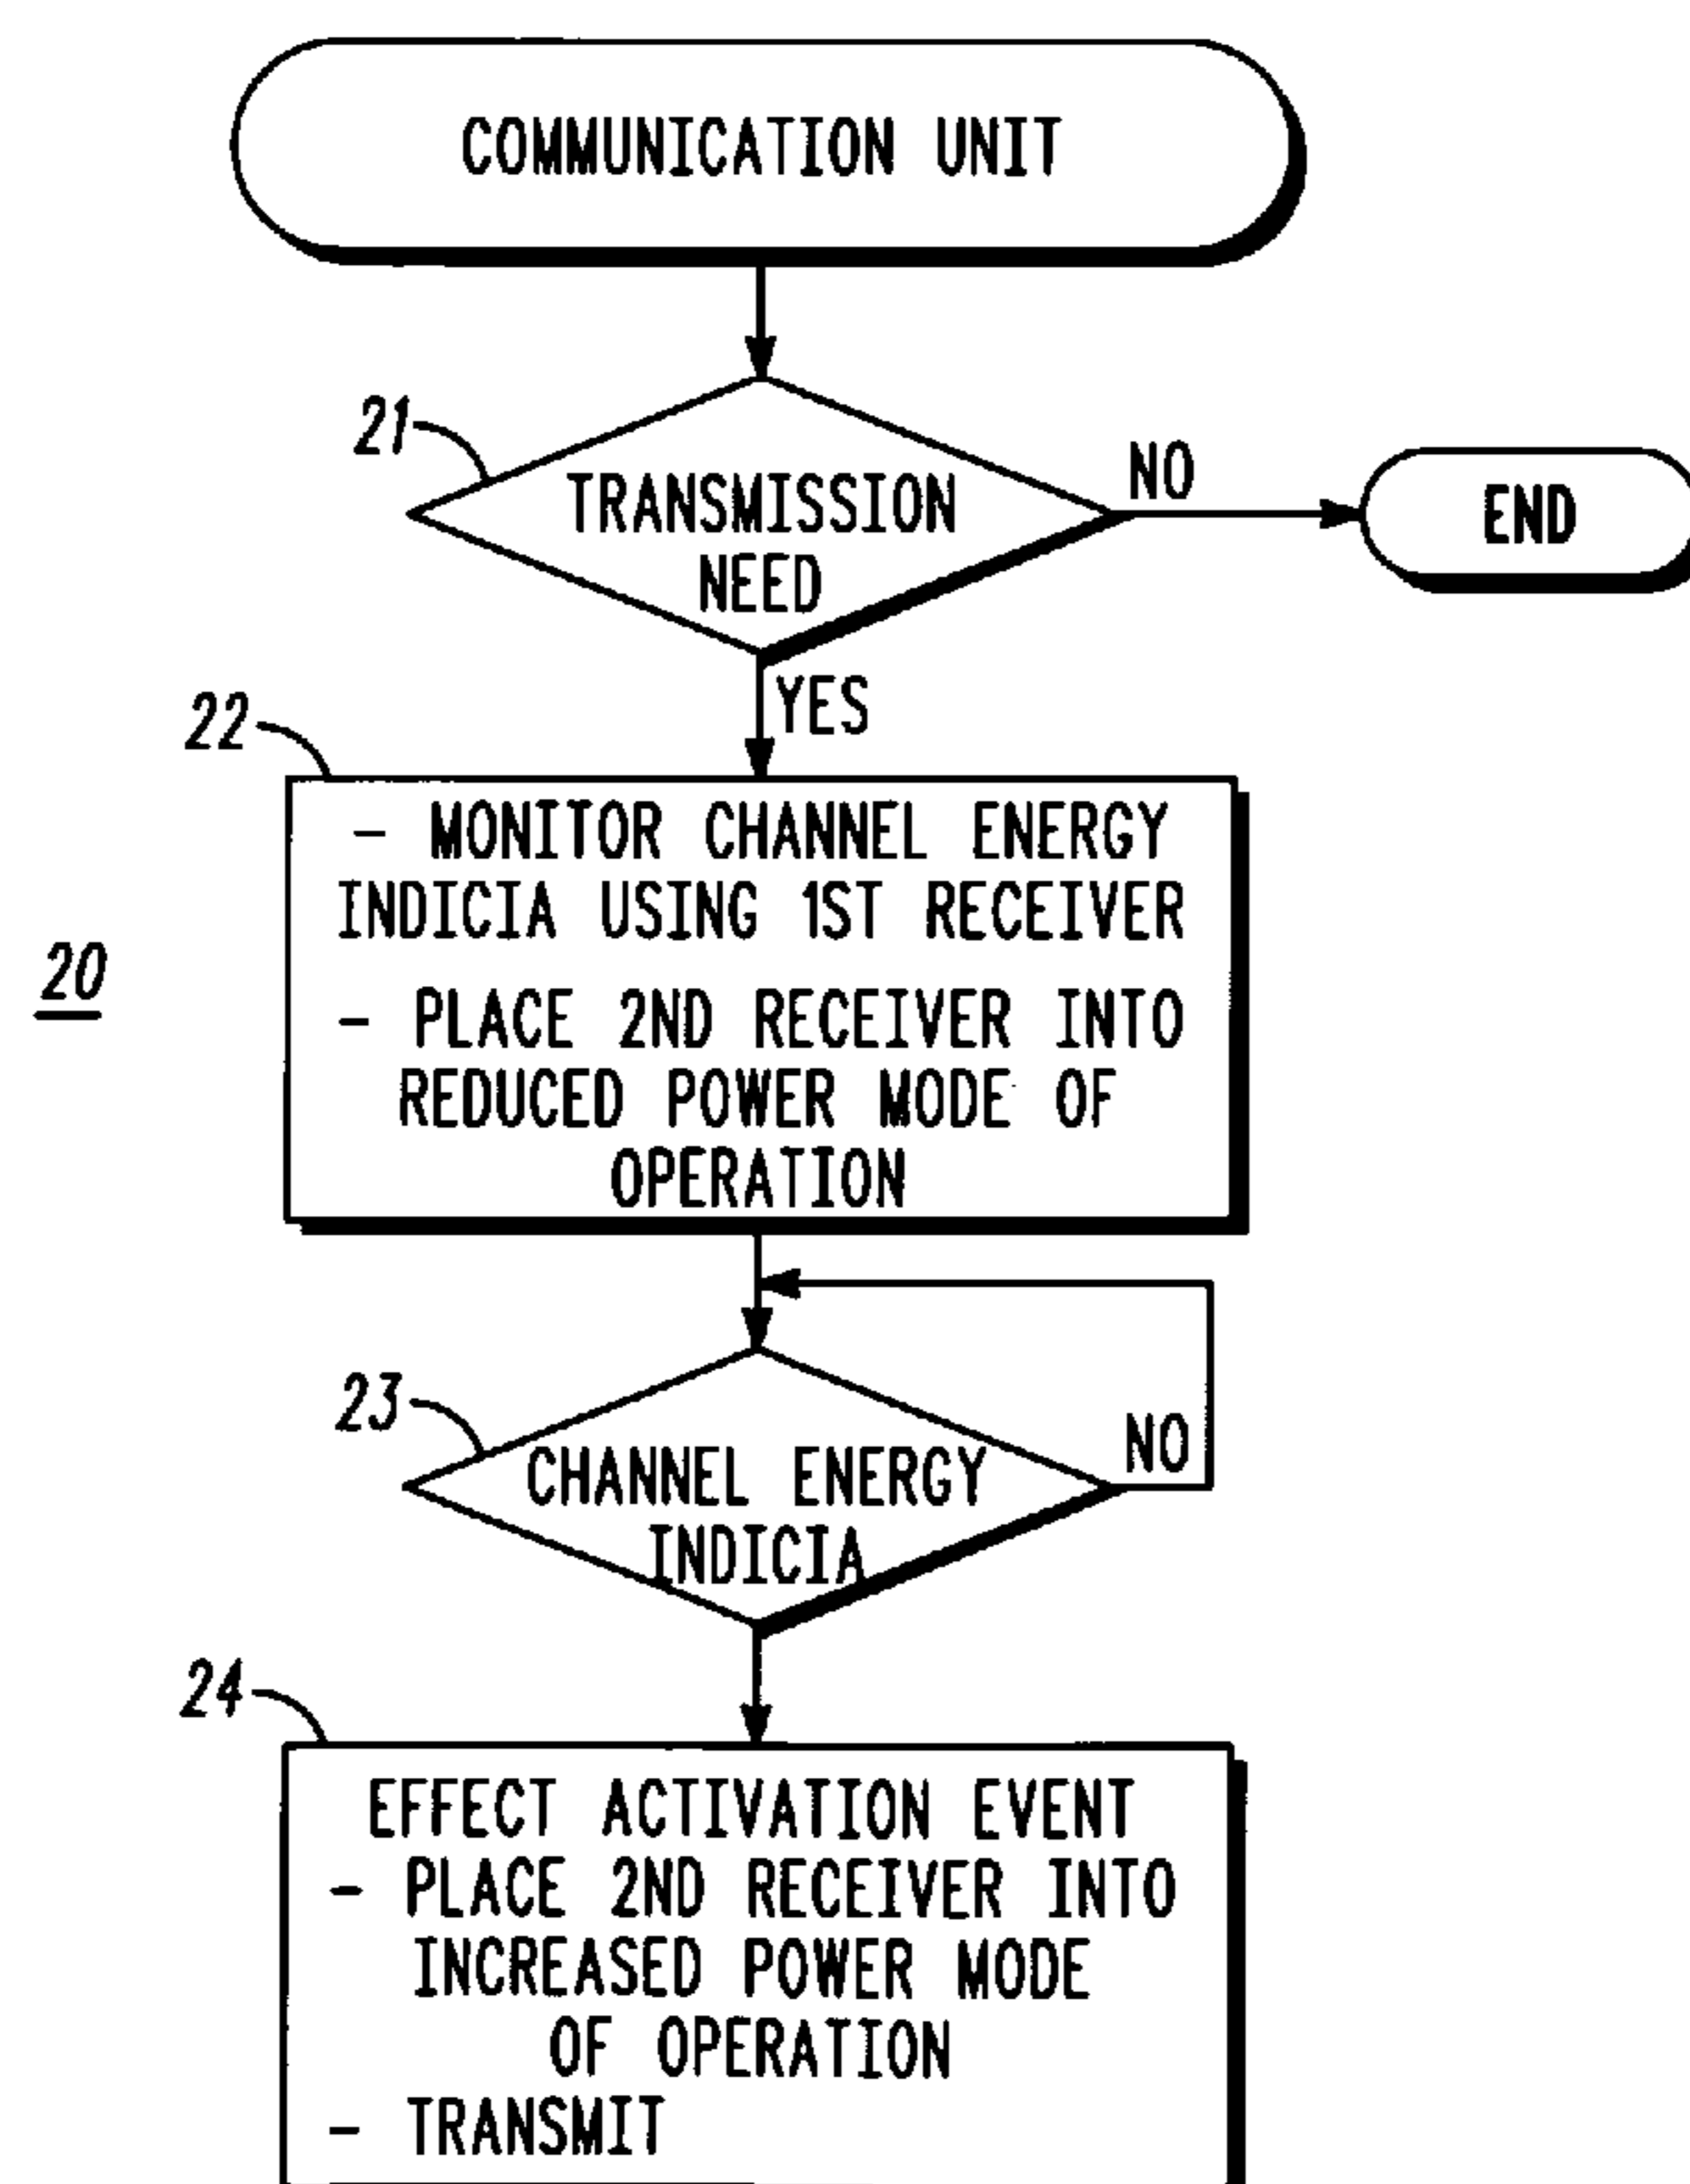 COMMUNICATION UNIT
21
TRANSMISSION
NEED
NO
END
YES
22
- MONITOR CHANNEL ENERGY
INDICIA USING 1ST RECEIVER
- PLACE 2ND RECEIVER INTO
REDUCED POWER MODE OF
OPERATION
20
23
CHANNEL ENERGY
INDICIA
NO
24
EFFECT ACTIVATION EVENT
- PLACE 2ND RECEIVER INTO
INCREASED POWER MODE
OF OPERATION
- TRANSMIT